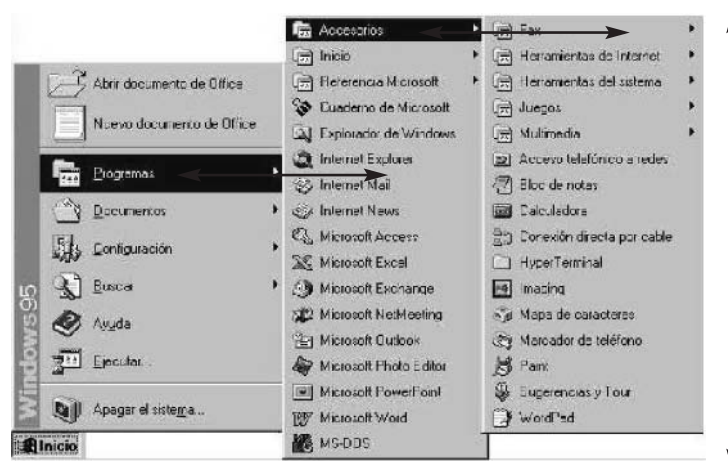 Abrir documento de Office
Nuevo documento de Office
Programas
Documentos
Configuración
Buscar
Ayuda
Ejecutar...
Apagar el sistema...
Windows 95
Inicio
Accesorios
Inicio
Referencia Microsoft
Cuaderno de Microsoft
Explorador de Windows
Internet Explorer
Internet Mail
Internet News
Microsoft Access
Microsoft Excel
Microsoft Exchange
Microsoft NetMeeting
Microsoft Outlook
Microsoft Photo Editor
Microsoft PowerPoint
Microsoft Word
MS-DOS
Fax
Herramientas de Internet
Herramientas del sistema
Juegos
Multimedia
Acceso telefónico a redes
Bloc de notas
Calculadora
Conexión directa por cable
HyperTerminal
Imaging
Mapa de caracteres
Marcador de teléfono
Paint
Sugerencias y Tour
WordPad